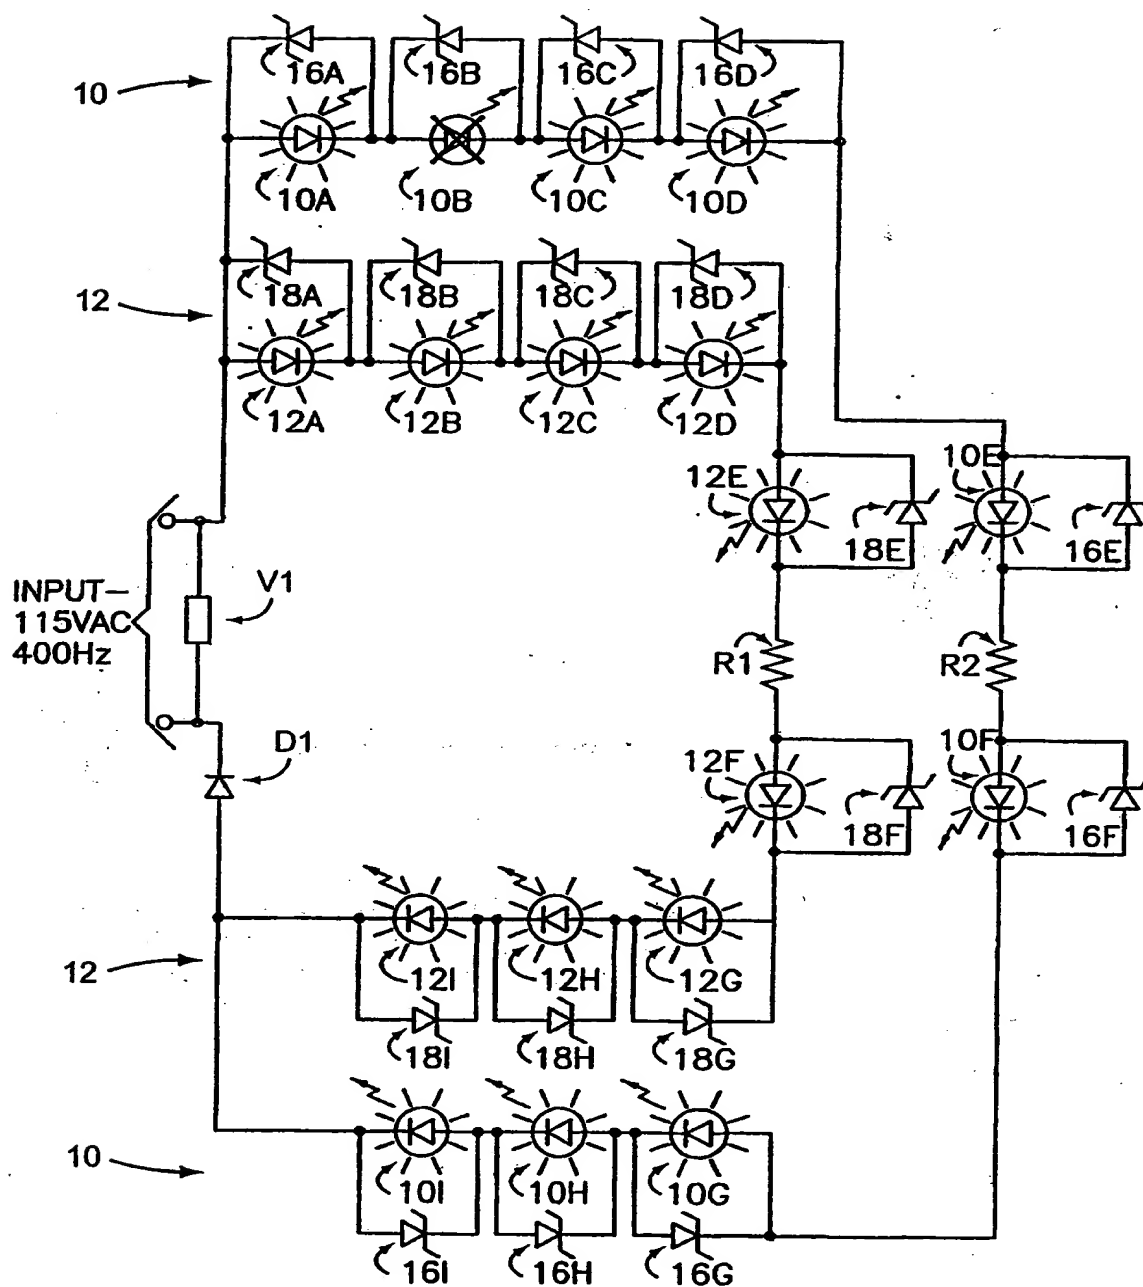 16A 16B 16C 16D
10
10A 10B 10C 10D
18A 18B 18C 18D
12
12A 12B 12C 12D
12E 10E
18E 16E
INPUT-
115VAC
400Hz
V1
R1 R2
D1
12F 10F
18F 16F
12
12I 12H 12G
18I 18H 18G
10
10I 10H 10G
16I 16H 16G